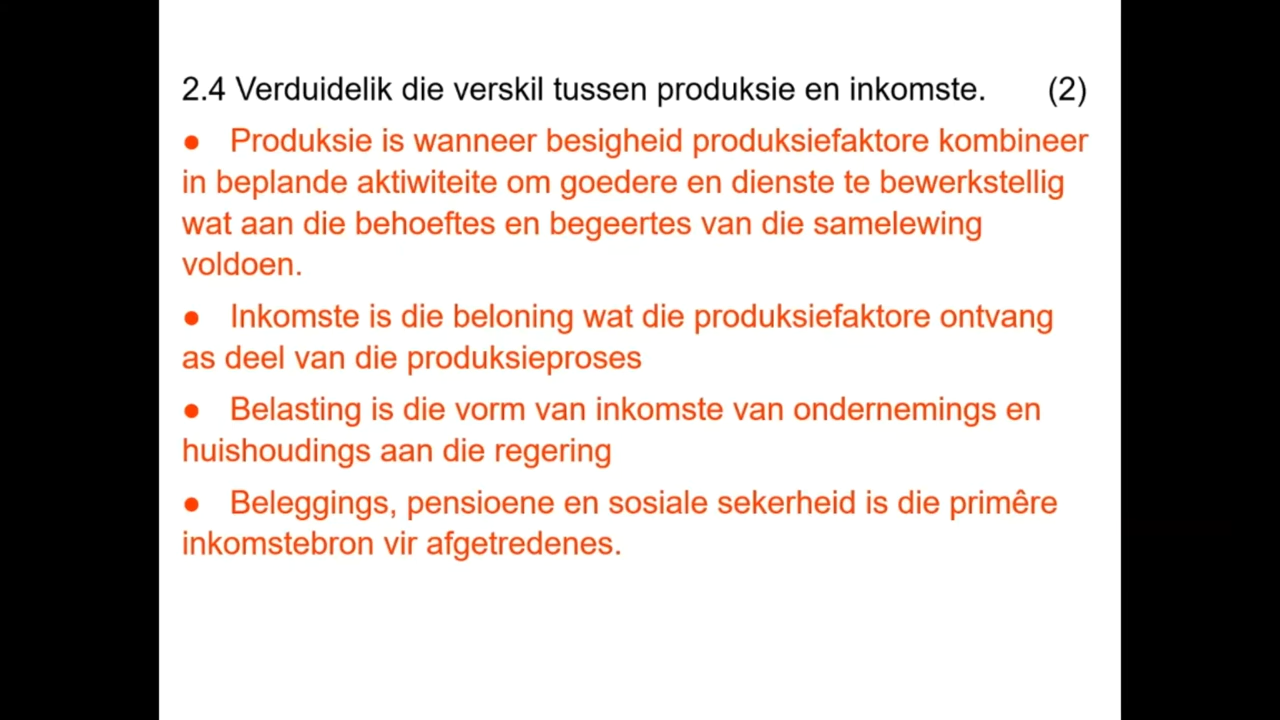 2.4 Verduidelik die verskil tussen produksie en inkomste. (2)
● Produksie is wanneer besigheid produksiefaktore kombineer
in beplande aktiwiteite om goedere en dienste te bewerkstellig
wat aan die behoeftes en begeertes van die samelewing
voldoen.
● Inkomste is die beloning wat die produksiefaktore ontvang
as deel van die produksieproses
● Belasting is die vorm van inkomste van ondernemings en
huishoudings aan die regering
● Beleggings, pensioene en sosiale sekerheid is die primêre
inkomstebron vir afgetredenes.